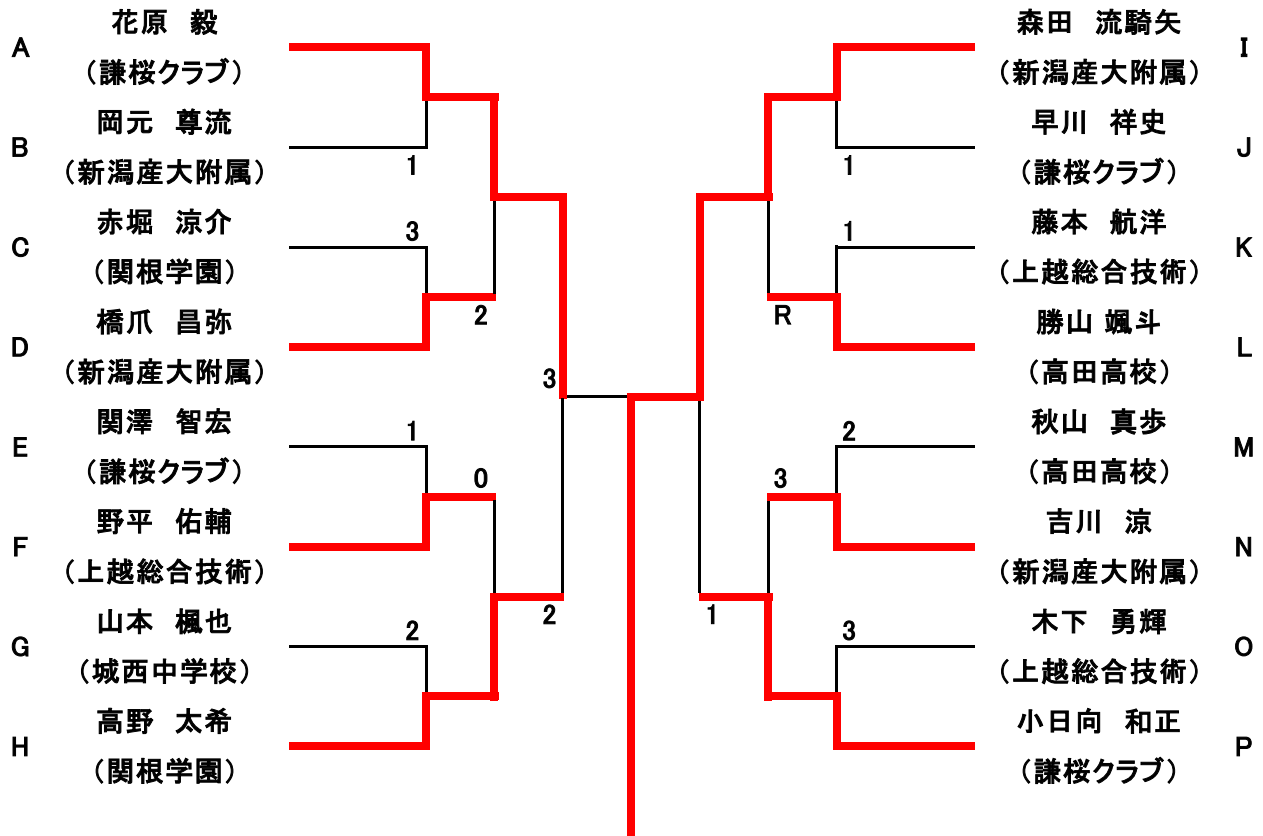 A
花原　毅
（謙桜クラブ）
B
岡元　尊流
（新潟産大附属）
1
C
赤堀　涼介
（関根学園）
3
D
橋爪　昌弥
（新潟産大附属）
2
3
E
関澤　智宏
（謙桜クラブ）
1
0
F
野平　佑輔
（上越総合技術）
G
山本　楓也
（城西中学校）
2
2
H
高野　太希
（関根学園）
森田　流騎矢
（新潟産大附属）
I
早川　祥史
（謙桜クラブ）
J
1
藤本　航洋
（上越総合技術）
K
1
R
勝山 颯斗
（高田高校）
L
秋山　真歩
（高田高校）
M
2
3
吉川　涼
（新潟産大附属）
N
木下　勇輝
（上越総合技術）
O
3
1
小日向　和正
（謙桜クラブ）
P